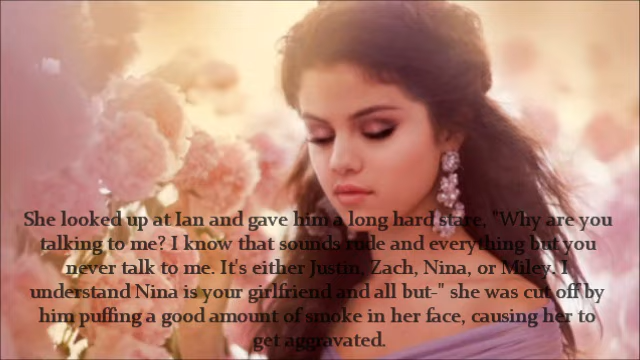 She looked up at Ian and gave him a long hard stare, "Why are you
talking to me? I know that sounds rude and everything but you
never talk to me. It's either Justin, Zach, Nina, or Miley. I
understand Nina is your girlfriend and all but-" she was cut off by
him puffing a good amount of smoke in her face, causing her to
get aggravated.